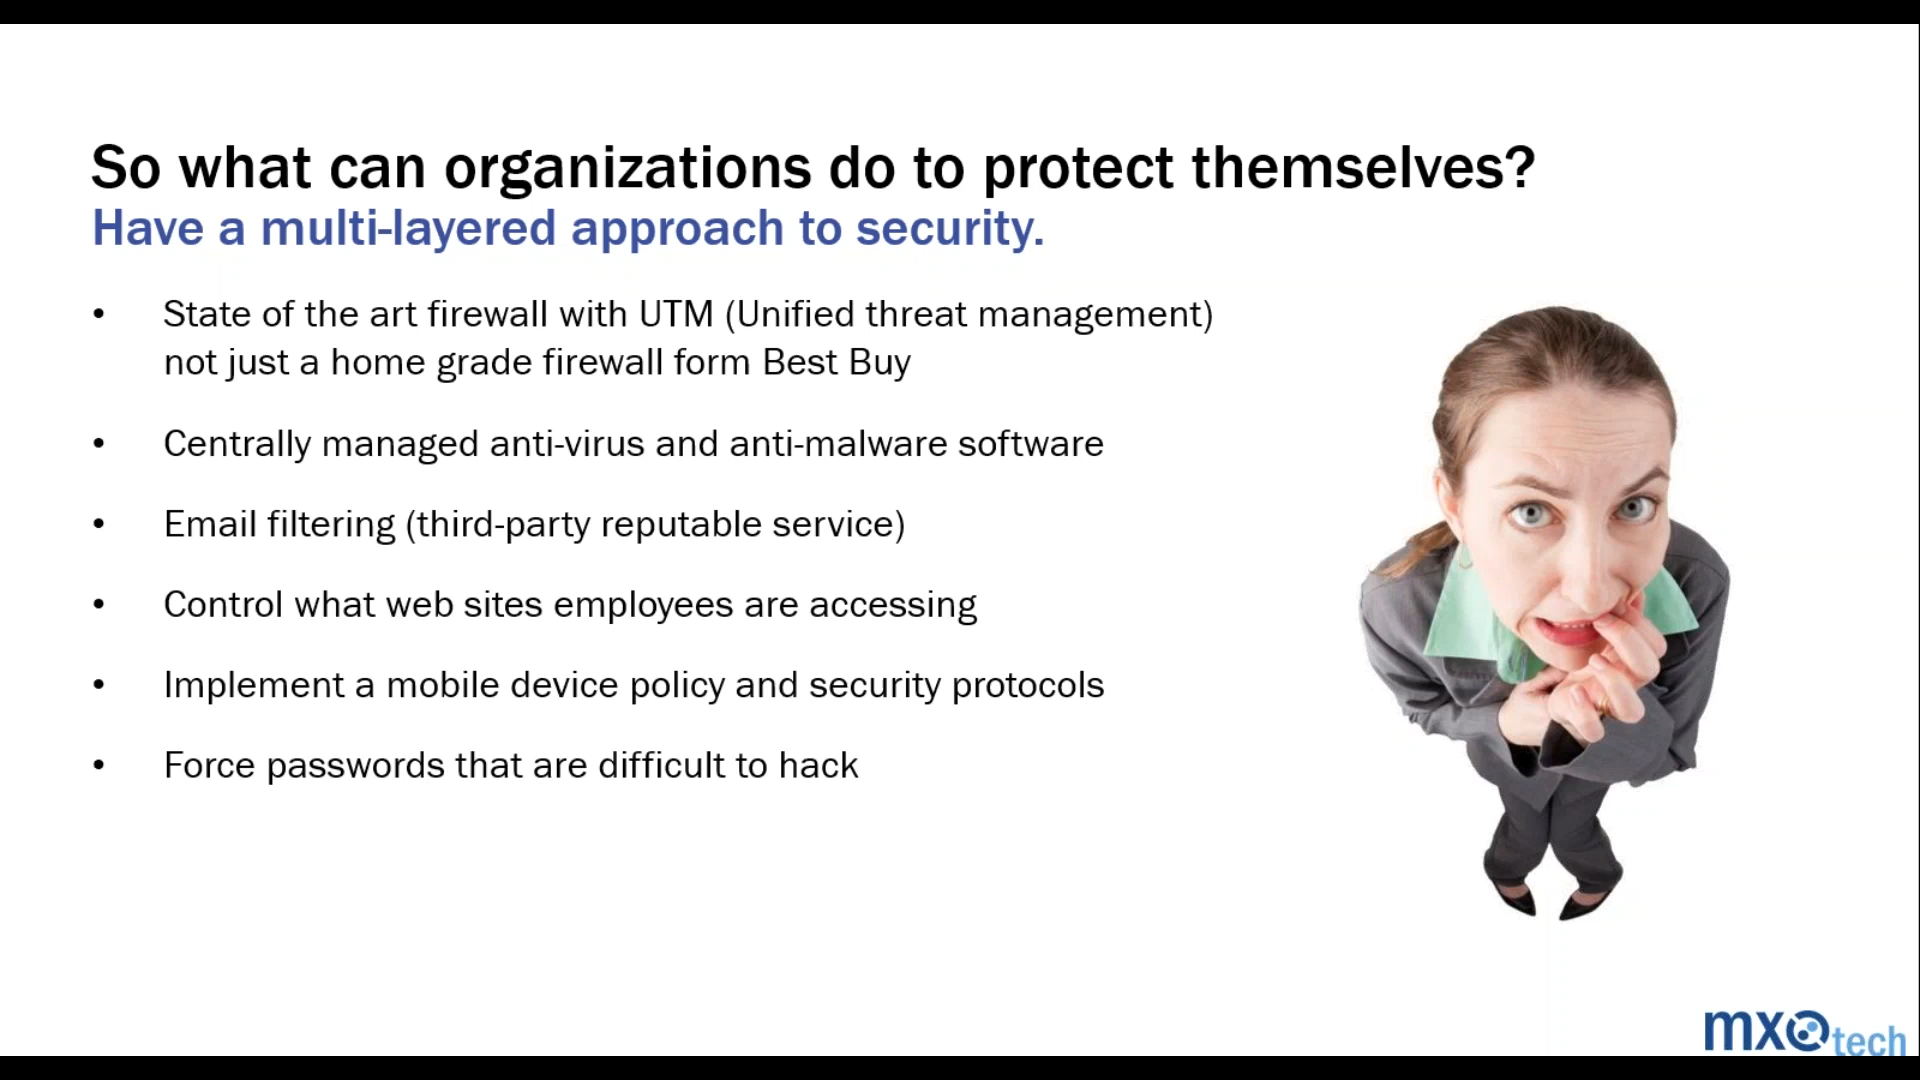 So what can organizations do to protect themselves?
Have a multi-layered approach to security.
• State of the art firewall with UTM (Unified threat management)
not just a home grade firewall form Best Buy
• Centrally managed anti-virus and anti-malware software
• Email filtering (third-party reputable service)
• Control what web sites employees are accessing
• Implement a mobile device policy and security protocols
• Force passwords that are difficult to hack
mxotech